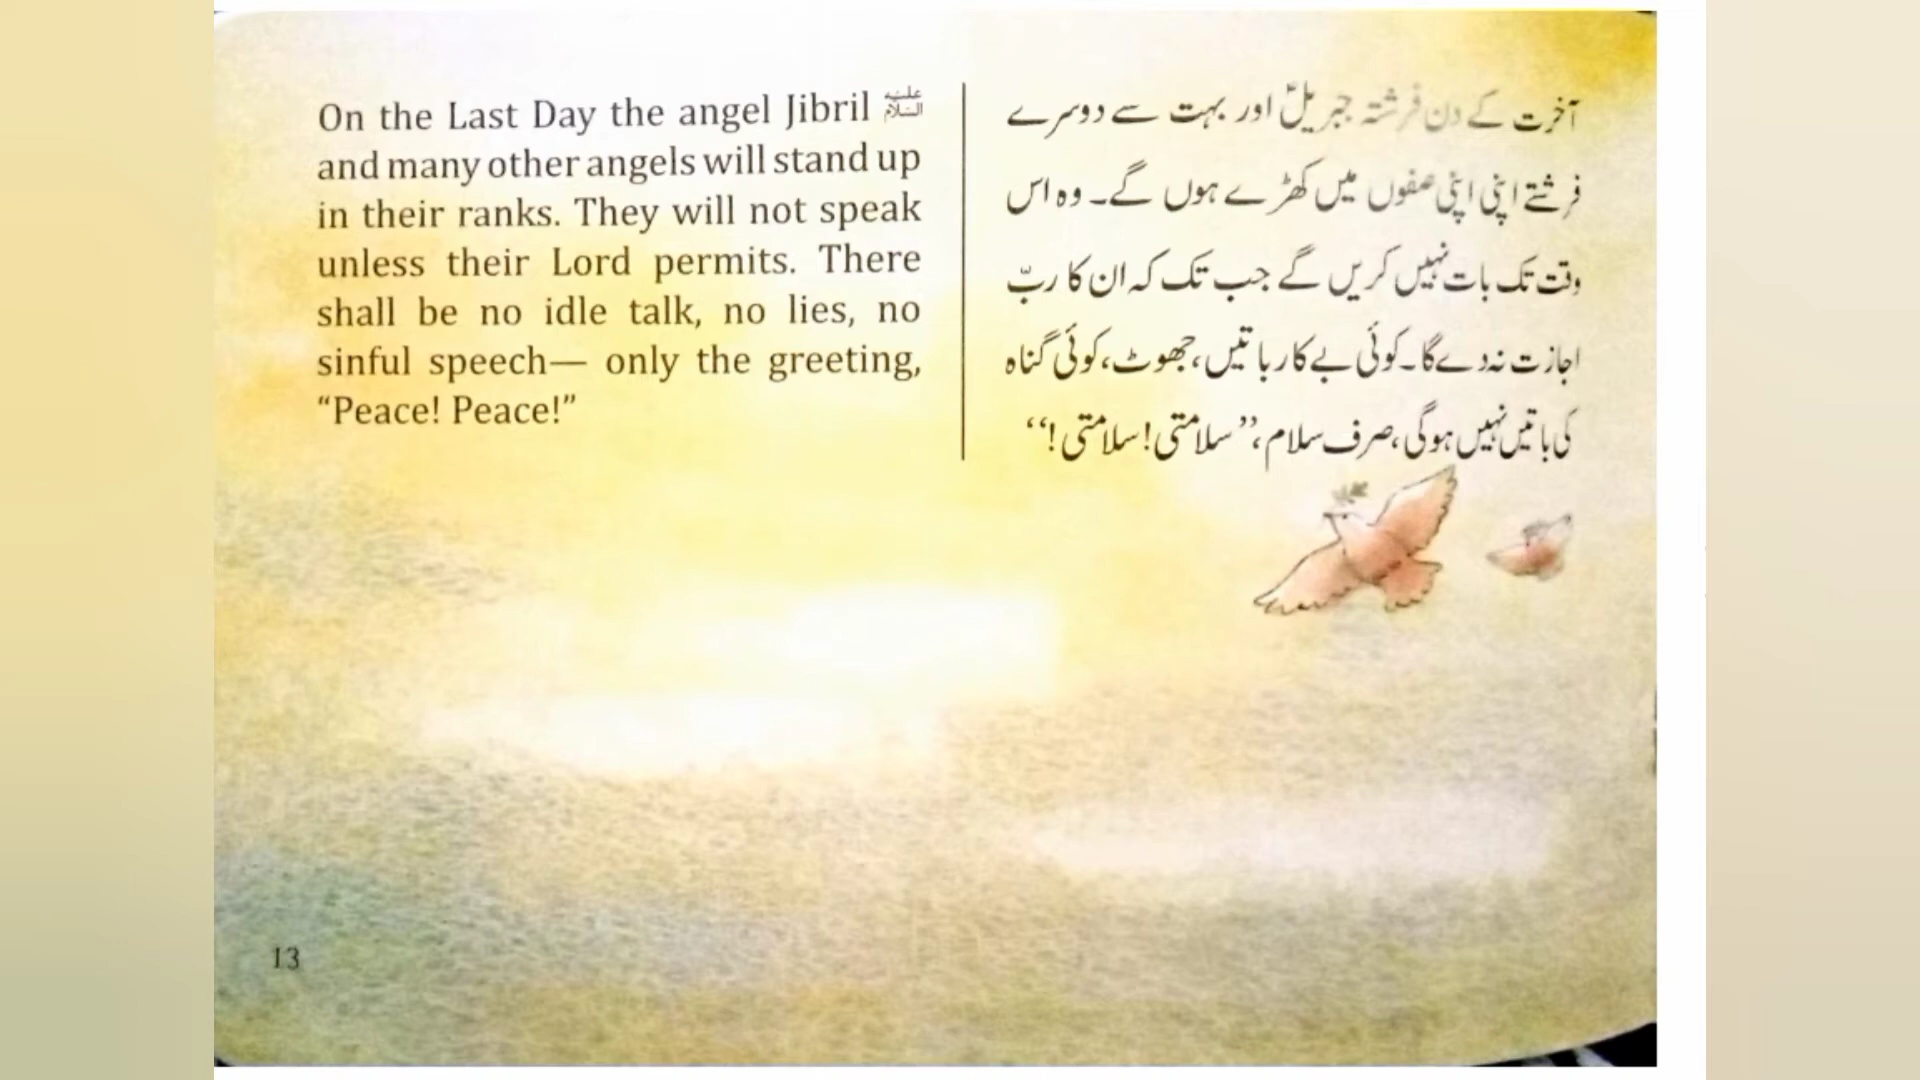 On the Last Day the angel Jibril عليه السلام
and many other angels will stand up
in their ranks. They will not speak
unless their Lord permits. There
shall be no idle talk, no lies, no
sinful speech— only the greeting,
“Peace! Peace!”
آخرت کے دن فرشتہ جبریلؑ اور بہت سے دوسرے
فرشتے اپنی اپنی صفوں میں کھڑے ہوں گے۔ وہ اس
وقت تک بات نہیں کریں گے جب تک کہ ان کا ربّ
اجازت نہ دے گا۔ کوئی بے کار باتیں، جھوٹ، کوئی گناہ
کی باتیں نہیں ہوگی، صرف سلام، ”سلامتی! سلامتی!“
13